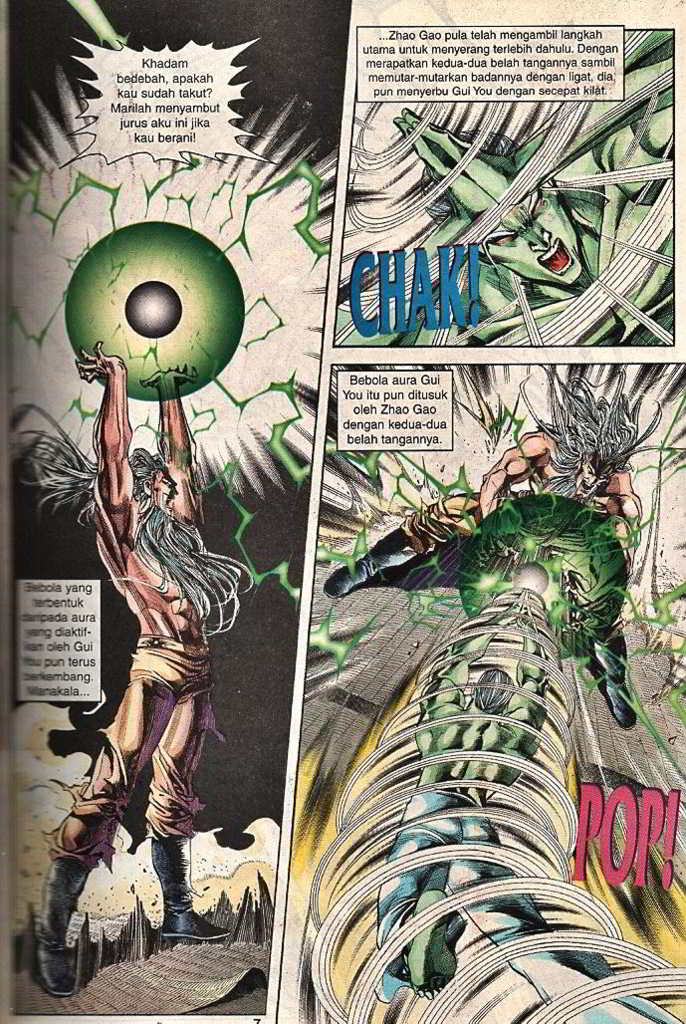 Khadam
bedebah, apakah
kau sudah takut?
Marilah menyambut
jurus aku ini jika
kau berani!
Bebola yang
terbentuk
daripada aura
yang diaktif-
kan oleh Gui
You pun terus
berkembang.
Manakala...
...Zhao Gao pula telah mengambil langkah
utama untuk menyerang terlebih dahulu. Dengan
merapatkan kedua-dua belah tangannya sambil
memutar-mutarkan badannya dengan ligat, dia
pun menyerbu Gui You dengan secepat kilat.
CHAK!
Bebola aura Gui
You itu pun ditusuk
oleh Zhao Gao
dengan kedua-dua
belah tangannya.
POP!
7